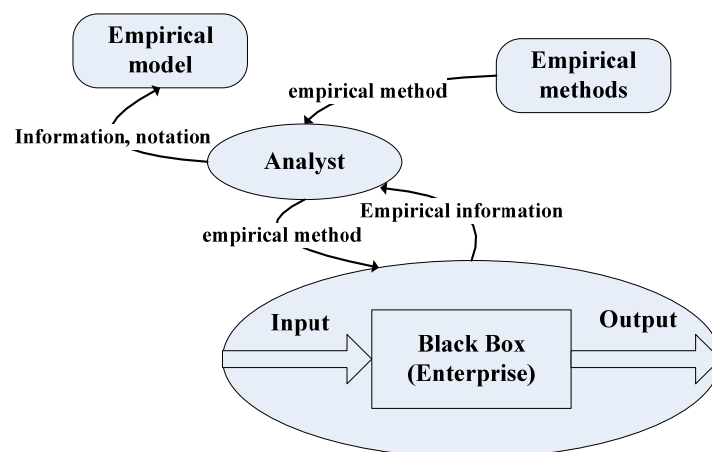 Empirical
model
Empirical
methods
empirical method
Information, notation
Analyst
Empirical information
empirical method
Input
Output
Black Box
(Enterprise)